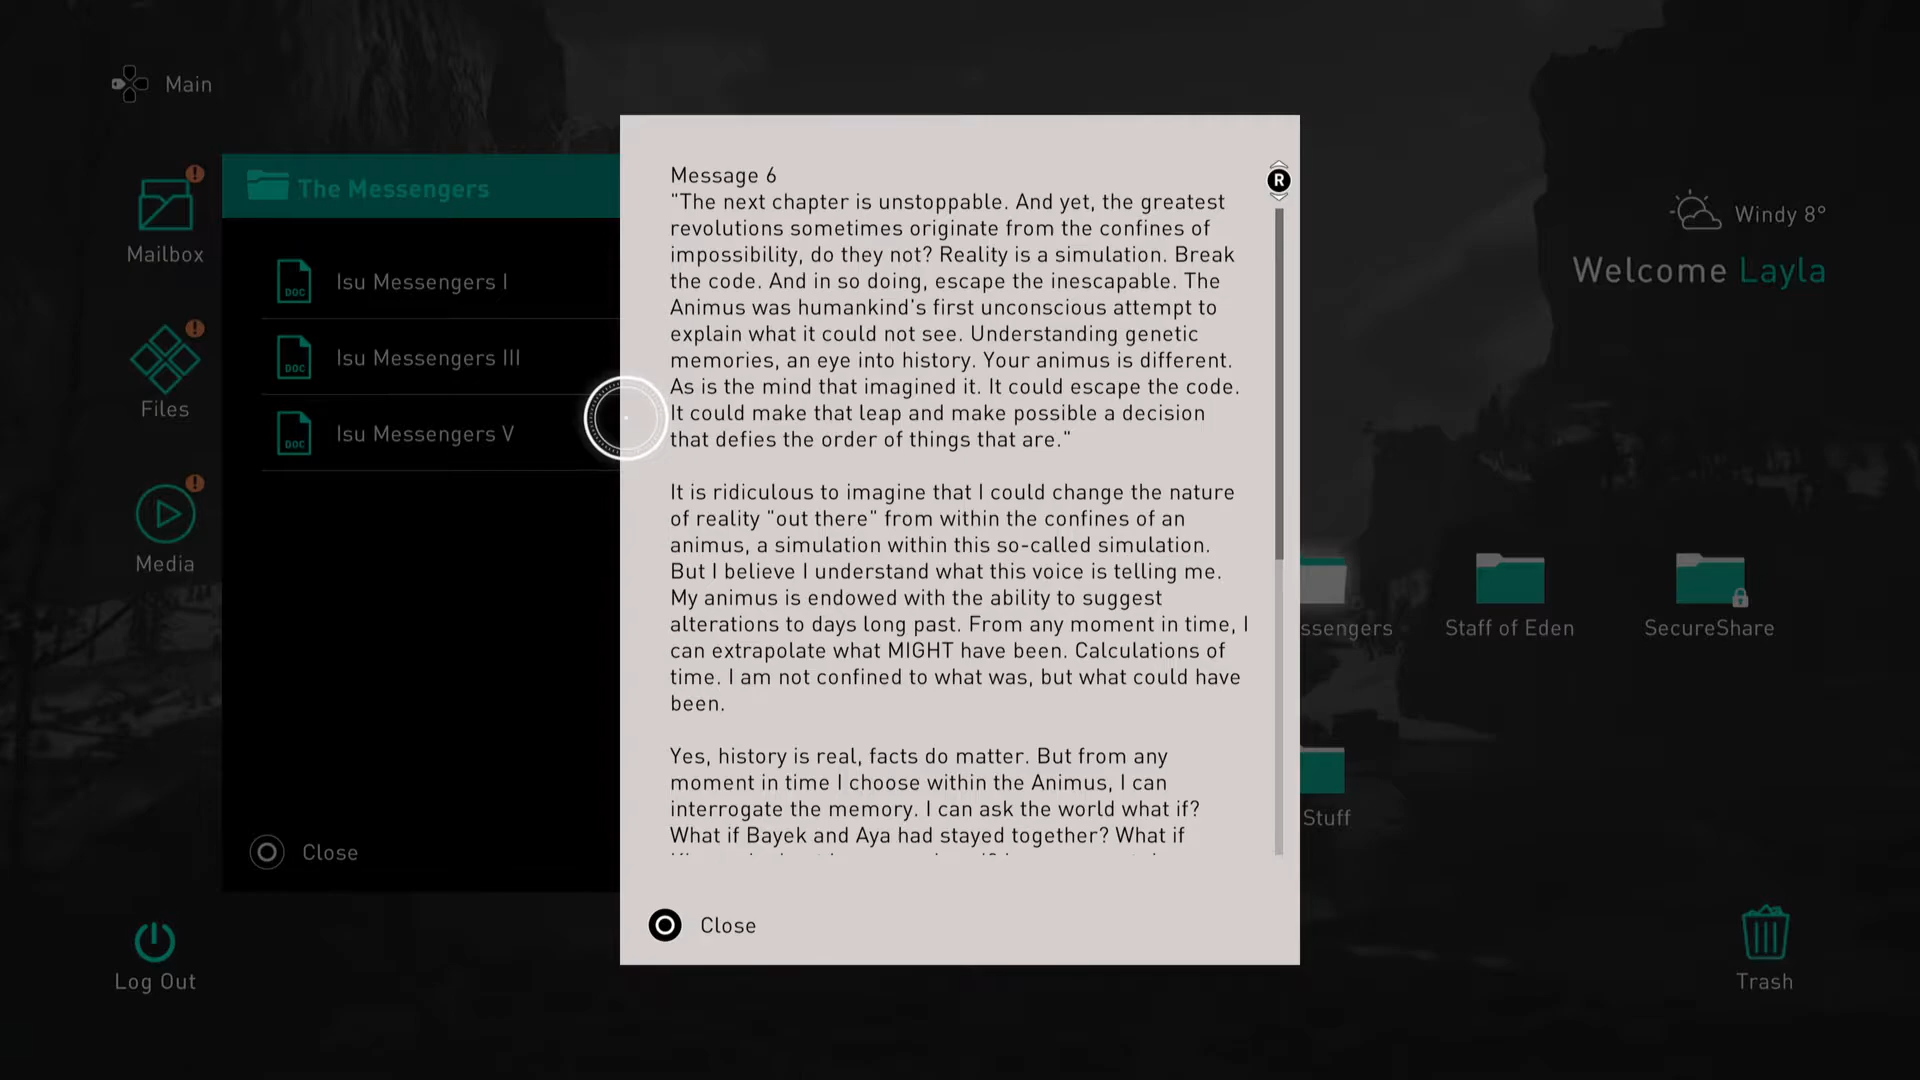 Main
Mailbox
Files
Media
Log Out
The Messengers
DOC
Isu Messengers I
DOC
Isu Messengers III
DOC
Isu Messengers V
Close
Message 6
"The next chapter is unstoppable. And yet, the greatest
revolutions sometimes originate from the confines of
impossibility, do they not? Reality is a simulation. Break
the code. And in so doing, escape the inescapable. The
Animus was humankind's first unconscious attempt to
explain what it could not see. Understanding genetic
memories, an eye into history. Your animus is different.
As is the mind that imagined it. It could escape the code.
It could make that leap and make possible a decision
that defies the order of things that are."
It is ridiculous to imagine that I could change the nature
of reality "out there" from within the confines of an
animus, a simulation within this so-called simulation.
But I believe I understand what this voice is telling me.
My animus is endowed with the ability to suggest
alterations to days long past. From any moment in time, I
can extrapolate what MIGHT have been. Calculations of
time. I am not confined to what was, but what could have
been.
Yes, history is real, facts do matter. But from any
moment in time I choose within the Animus, I can
interrogate the memory. I can ask the world what if?
What if Bayek and Aya had stayed together? What if
R
Close
Windy 8°
Welcome Layla
ssengers
Staff of Eden
SecureShare
Stuff
Trash